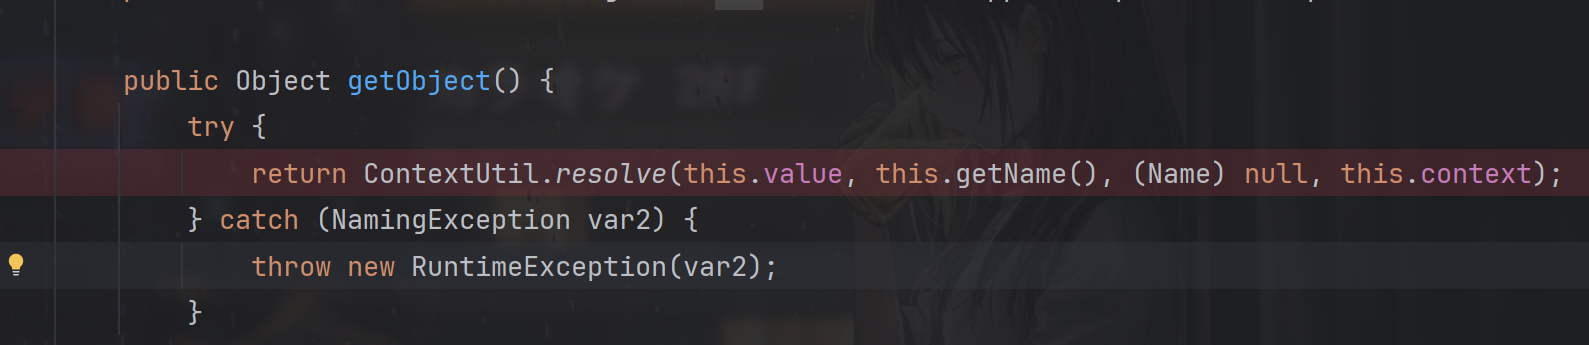 public Object getObject() {
try {
return ContextUtil.resolve(this.value, this.getName(), (Name) null, this.context);
} catch (NamingException var2) {
throw new RuntimeException(var2);
}